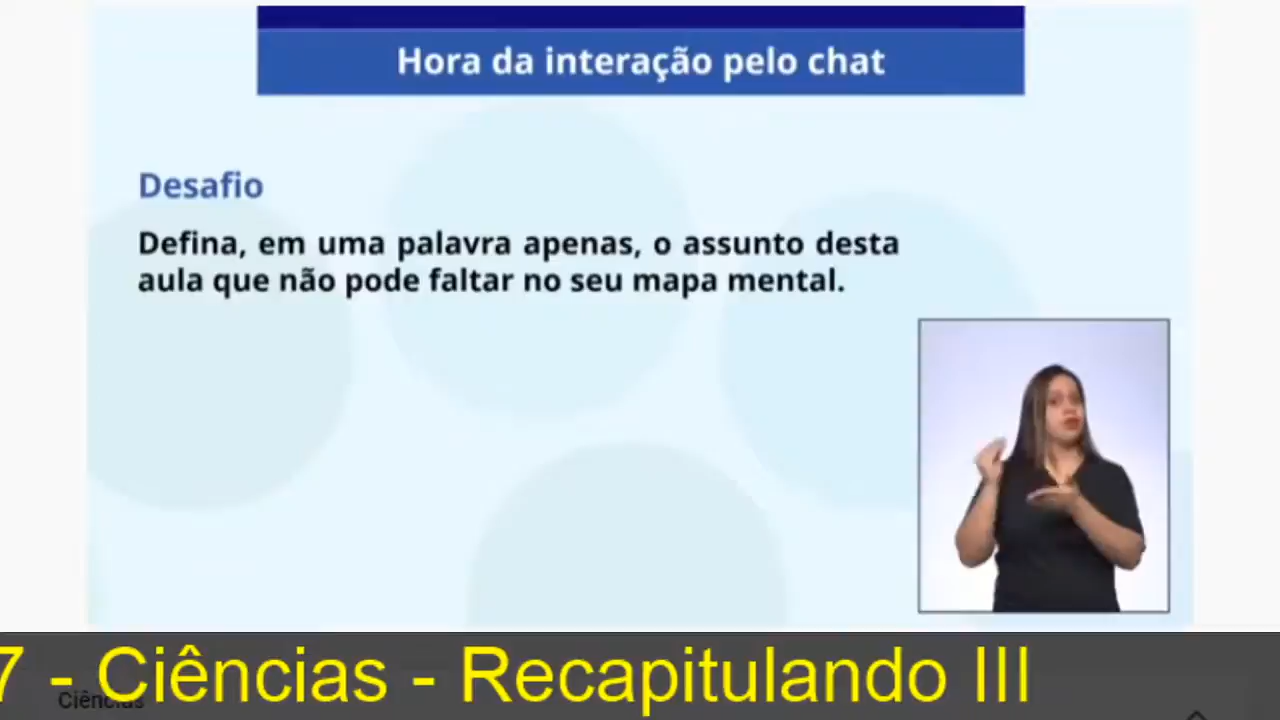 Hora da interação pelo chat
Desafio
Defina, em uma palavra apenas, o assunto desta
aula que não pode faltar no seu mapa mental.
7 - Ciências - Recapitulando III
Ciências